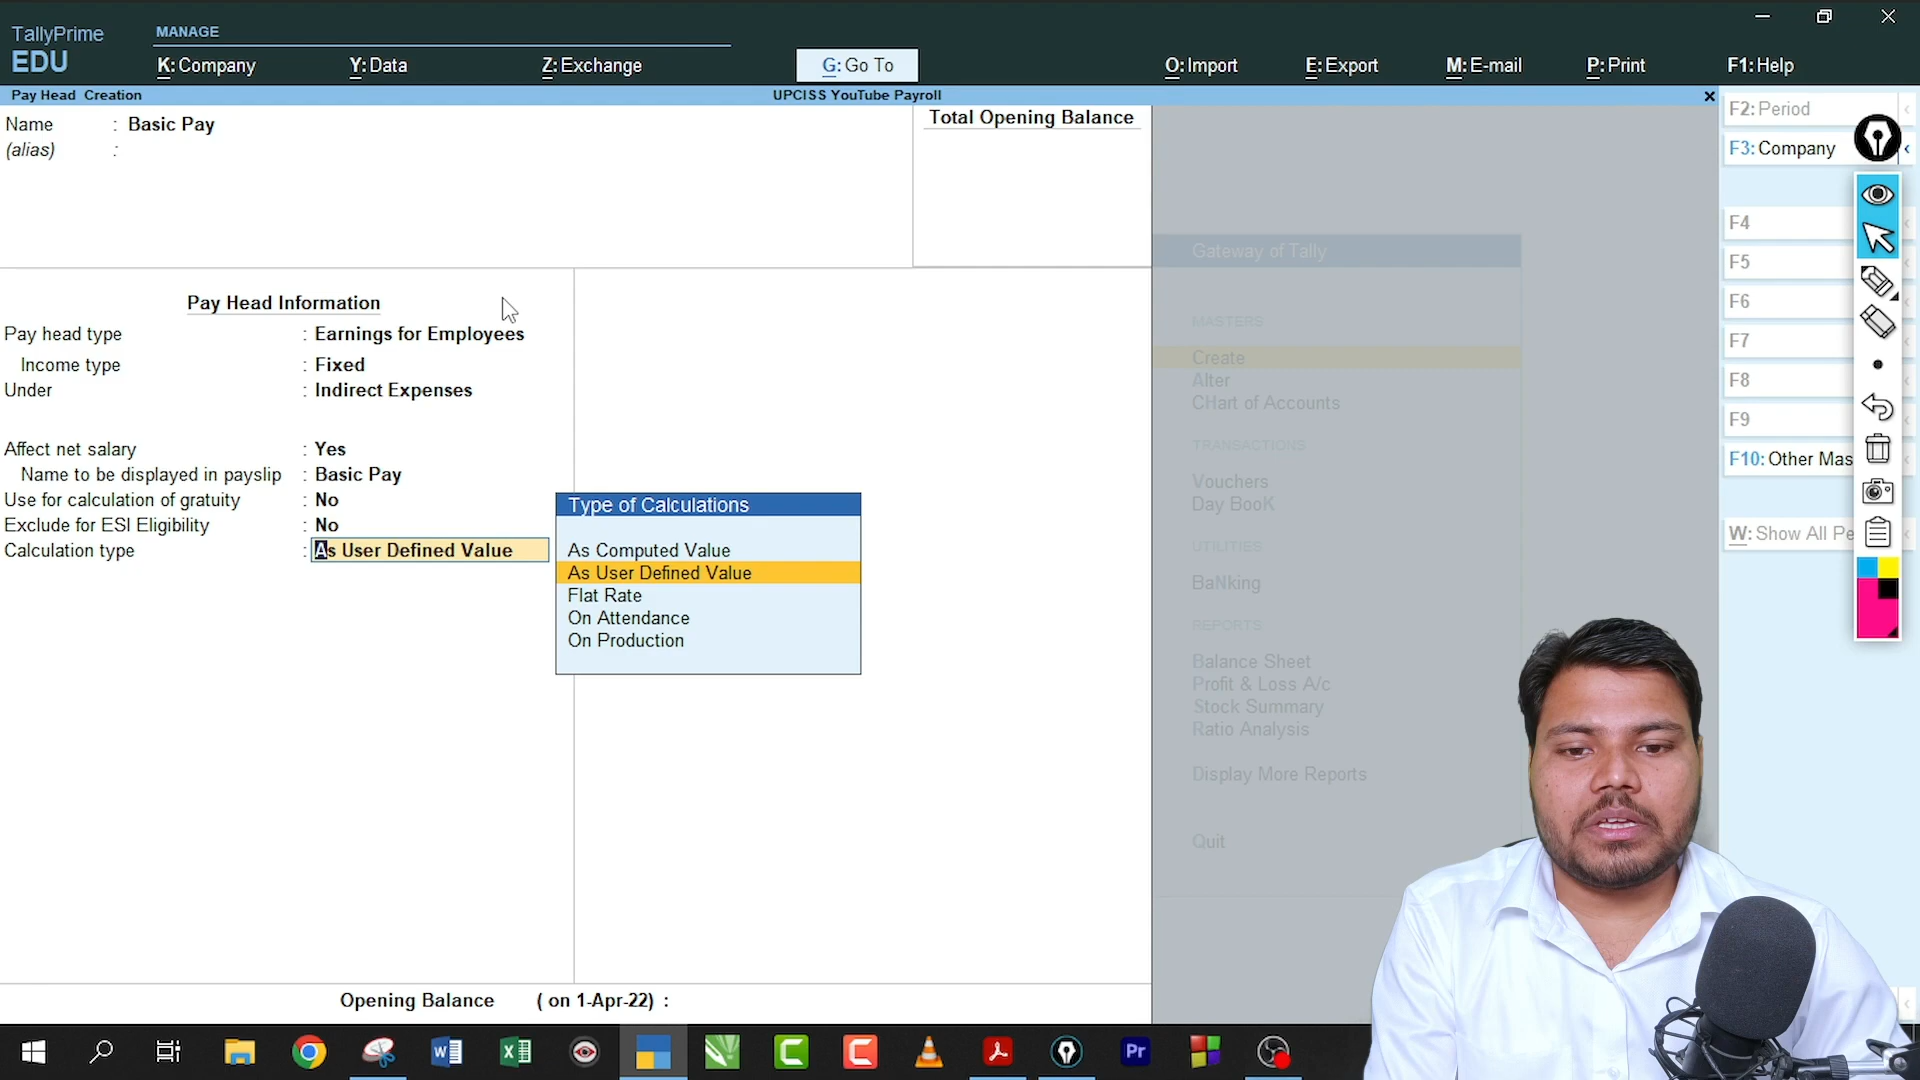 TallyPrime
EDU
MANAGE
K: Company
Y: Data
Z: Exchange
G: Go To
O: Import
E: Export
M: E-mail
P: Print
F1: Help
Pay Head Creation
UPCISS YouTube Payroll
Name : Basic Pay
(alias) :
Total Opening Balance
Pay Head Information
Pay head type : Earnings for Employees
Income type : Fixed
Under : Indirect Expenses
Affect net salary : Yes
Name to be displayed in payslip : Basic Pay
Use for calculation of gratuity : No
Exclude for ESI Eligibility : No
Calculation type : As User Defined Value
Type of Calculations
As Computed Value
As User Defined Value
Flat Rate
On Attendance
On Production
Opening Balance ( on 1-Apr-22) :
Gateway of Tally
MASTERS
Create
Alter
CHart of Accounts
TRANSACTIONS
Vouchers
Day BooK
UTILITIES
BaNking
REPORTS
Balance Sheet
Profit & Loss A/c
Stock Summary
Ratio Analysis
Display More Reports
Quit
F2: Period
F3: Company
F4
F5
F6
F7
F8
F9
F10: Other Mas
W: Show All Pe
Pr